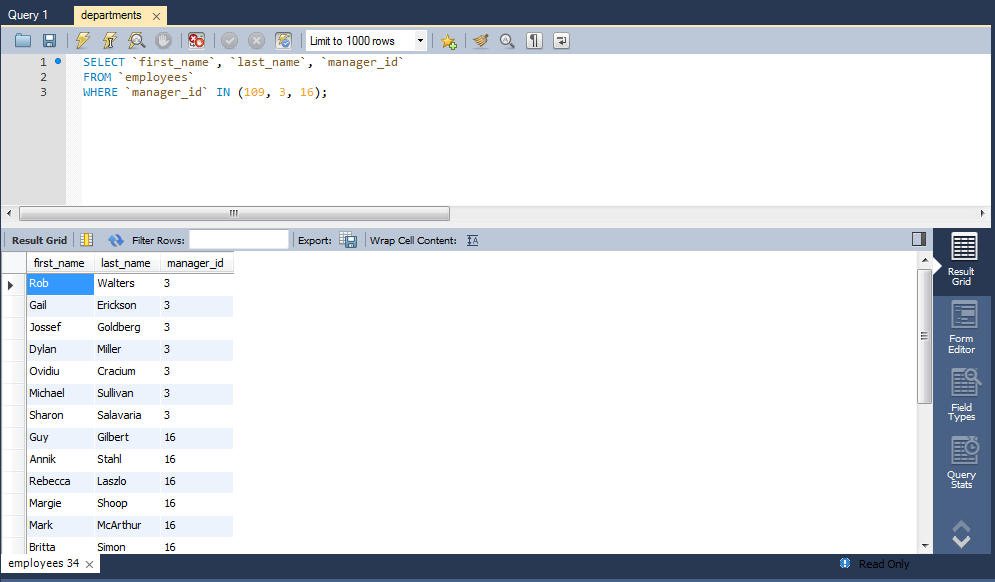 Query 1
departments
Limit to 1000 rows
1 SELECT `first_name`, `last_name`, `manager_id`
2 FROM `employees`
3 WHERE `manager_id` IN (109, 3, 16);
Result Grid Filter Rows: Export: Wrap Cell Content:
first_name last_name manager_id
Rob Walters 3
Gail Erickson 3
Jossef Goldberg 3
Dylan Miller 3
Ovidiu Cracium 3
Michael Sullivan 3
Sharon Salavaria 3
Guy Gilbert 16
Annik Stahl 16
Rebecca Laszlo 16
Margie Shoop 16
Mark McArthur 16
Britta Simon 16
Result
Grid
Form
Editor
Field
Types
Query
Stats
employees 34
Read Only